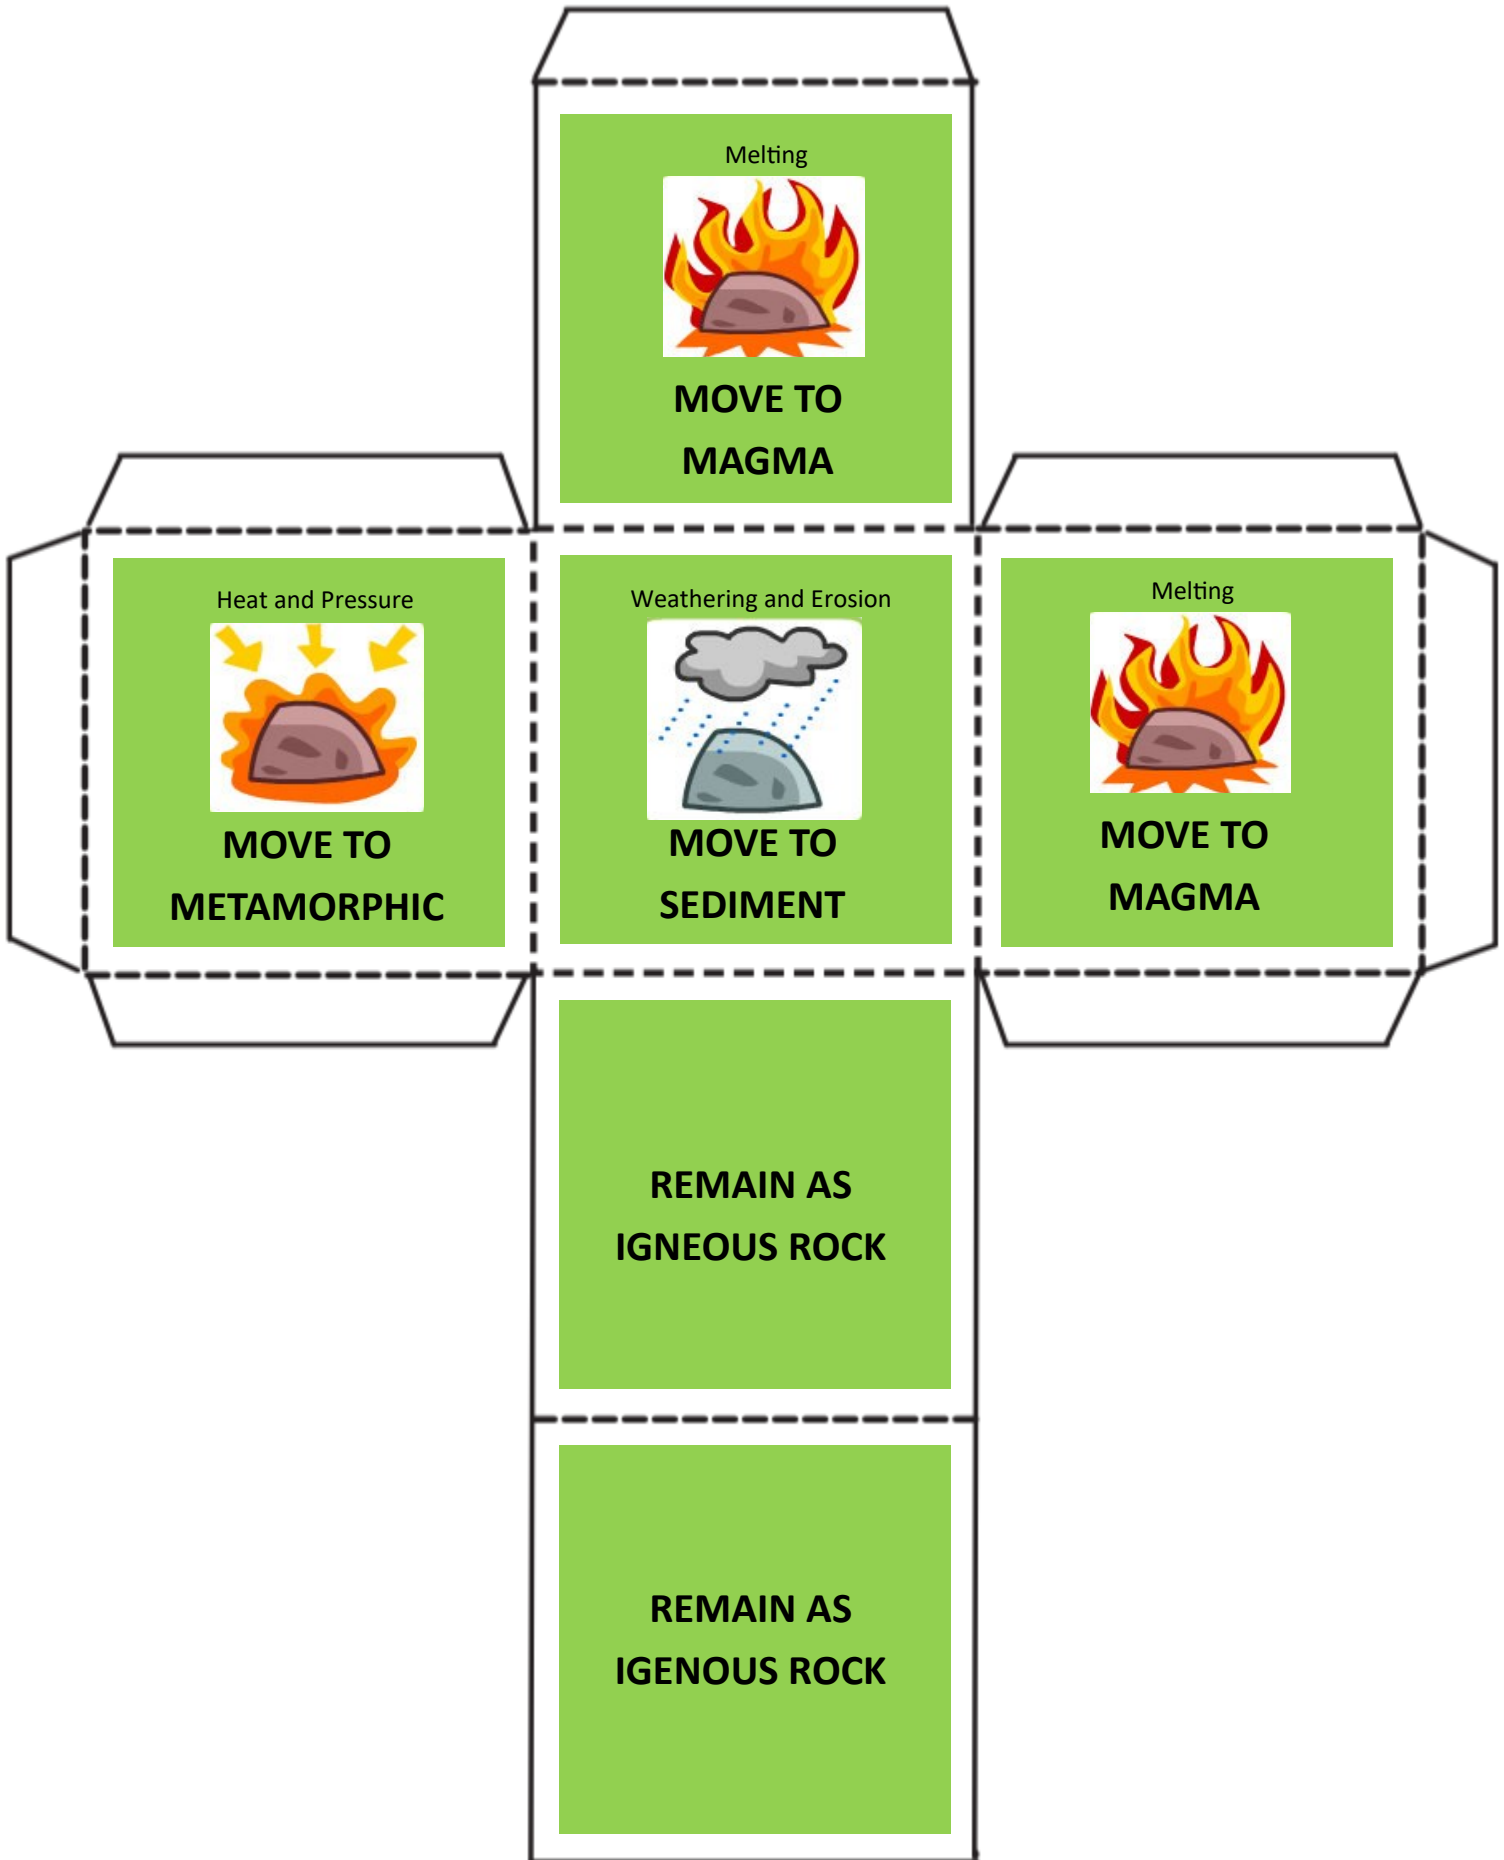 Melting
MOVE TO
MAGMA
Heat and Pressure
MOVE TO
METAMORPHIC
Weathering and Erosion
MOVE TO
SEDIMENT
Melting
MOVE TO
MAGMA
REMAIN AS
IGNEOUS ROCK
REMAIN AS
IGENOUS ROCK